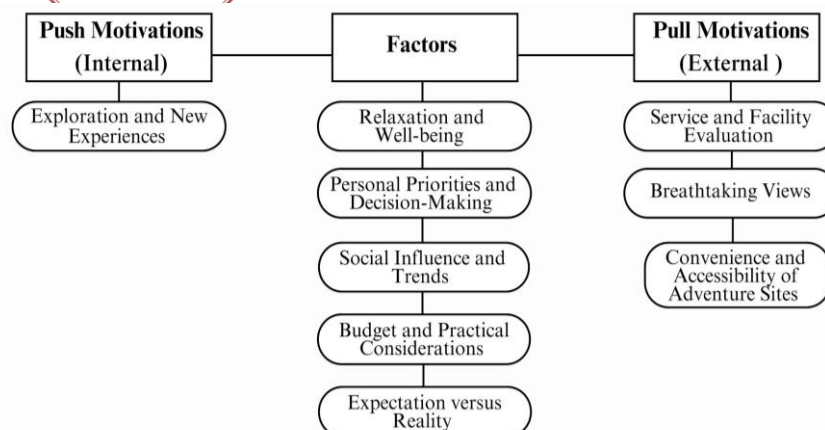 Push Motivations
(Internal)
Exploration and New
Experiences
Factors
Relaxation and
Well-being
Personal Priorities and
Decision-Making
Social Influence and
Trends
Budget and Practical
Considerations
Expectation versus
Reality
Pull Motivations
(External )
Service and Facility
Evaluation
Breathtaking Views
Convenience and
Accessibility of
Adventure Sites